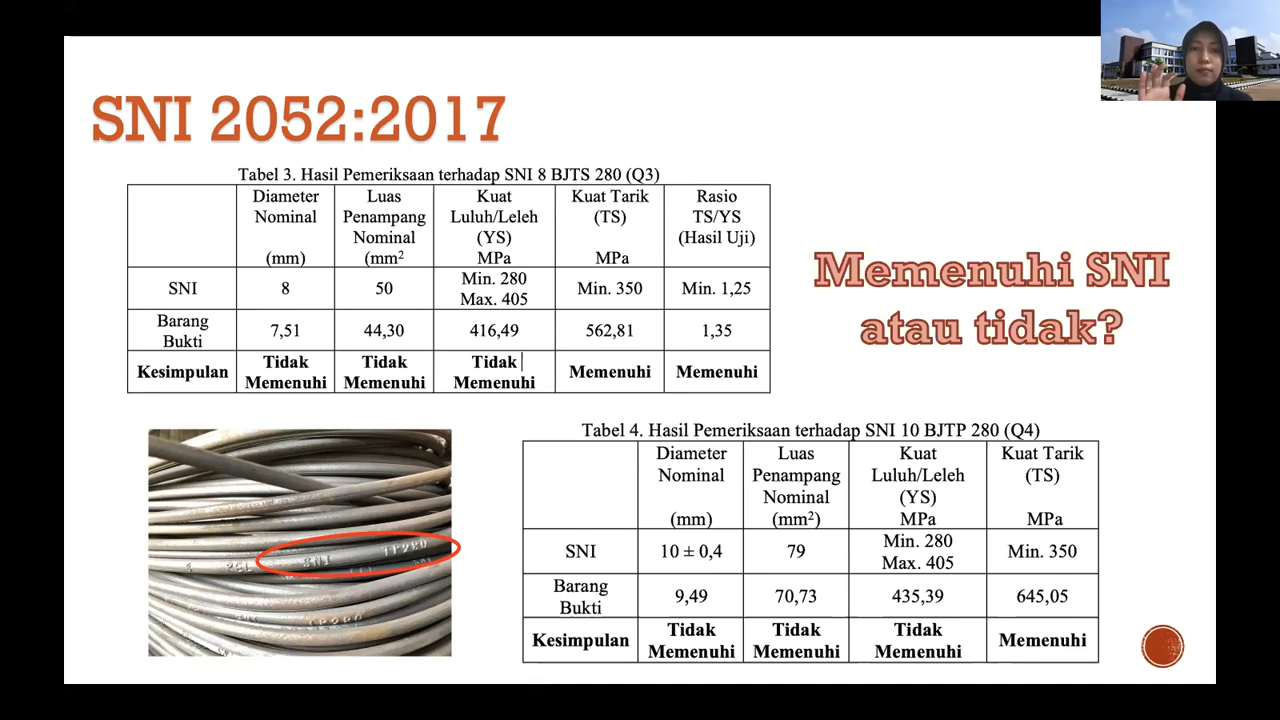 SNI 2052:2017
Tabel 3. Hasil Pemeriksaan terhadap SNI 8 BJTS 280 (Q3)
Diameter Nominal (mm) Luas Penampang Nominal (mm² Kuat Luluh/Leleh (YS) MPa Kuat Tarik (TS) MPa Rasio TS/YS (Hasil Uji)
SNI 8 50 Min. 280 Max. 405 Min. 350 Min. 1,25
Barang Bukti 7,51 44,30 416,49 562,81 1,35
Kesimpulan Tidak Memenuhi Tidak Memenuhi Tidak Memenuhi Memenuhi Memenuhi
Memenuhi SNI
atau tidak?
SNI
TP280
TP280
Tabel 4. Hasil Pemeriksaan terhadap SNI 10 BJTP 280 (Q4)
Diameter Nominal (mm) Luas Penampang Nominal (mm²) Kuat Luluh/Leleh (YS) MPa Kuat Tarik (TS) MPa
SNI 10 ± 0,4 79 Min. 280 Max. 405 Min. 350
Barang Bukti 9,49 70,73 435,39 645,05
Kesimpulan Tidak Memenuhi Tidak Memenuhi Tidak Memenuhi Memenuhi